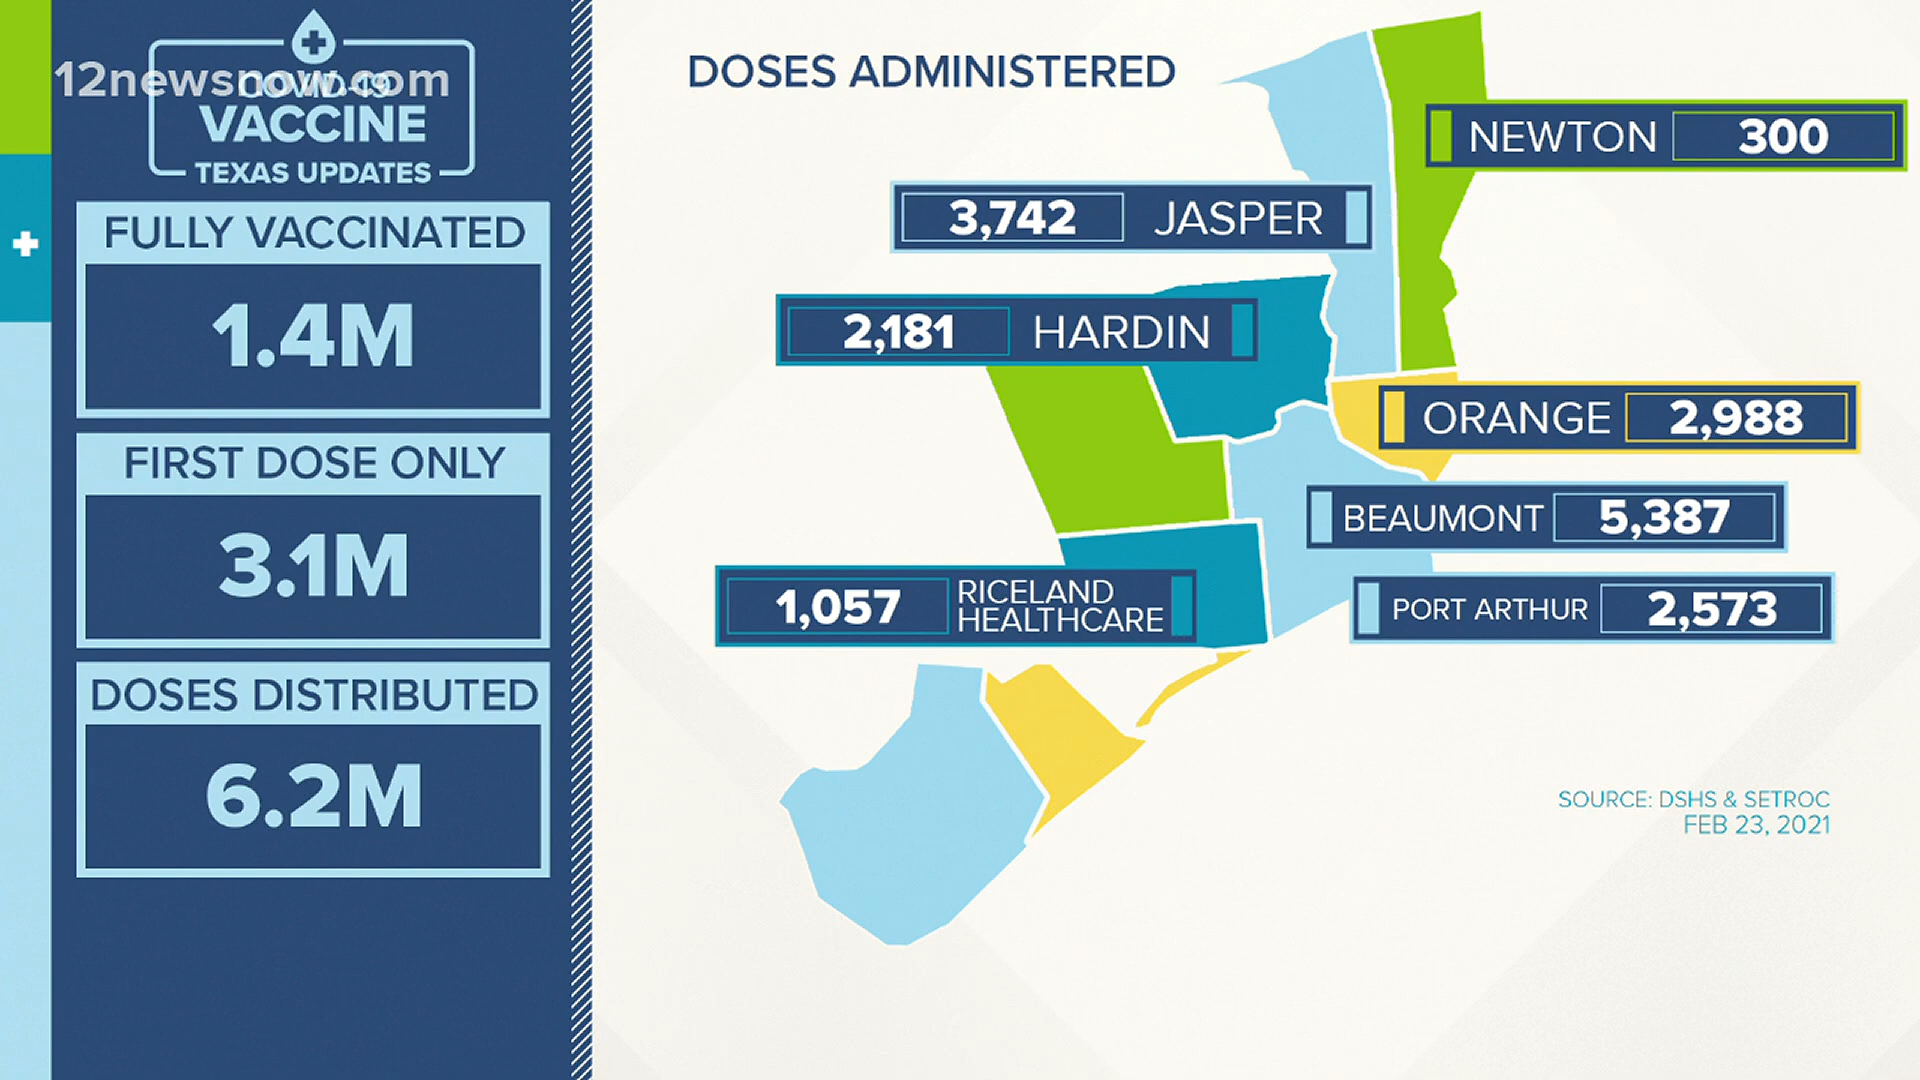 12newsnow.com
COVID-19
VACCINE
TEXAS UPDATES
FULLY VACCINATED
1.4M
FIRST DOSE ONLY
3.1M
DOSES DISTRIBUTED
6.2M
DOSES ADMINISTERED
NEWTON 300
3,742 JASPER
2,181 HARDIN
ORANGE 2,988
BEAUMONT 5,387
1,057 RICELAND
HEALTHCARE
PORT ARTHUR 2,573
SOURCE: DSHS & SETROC
FEB 23, 2021